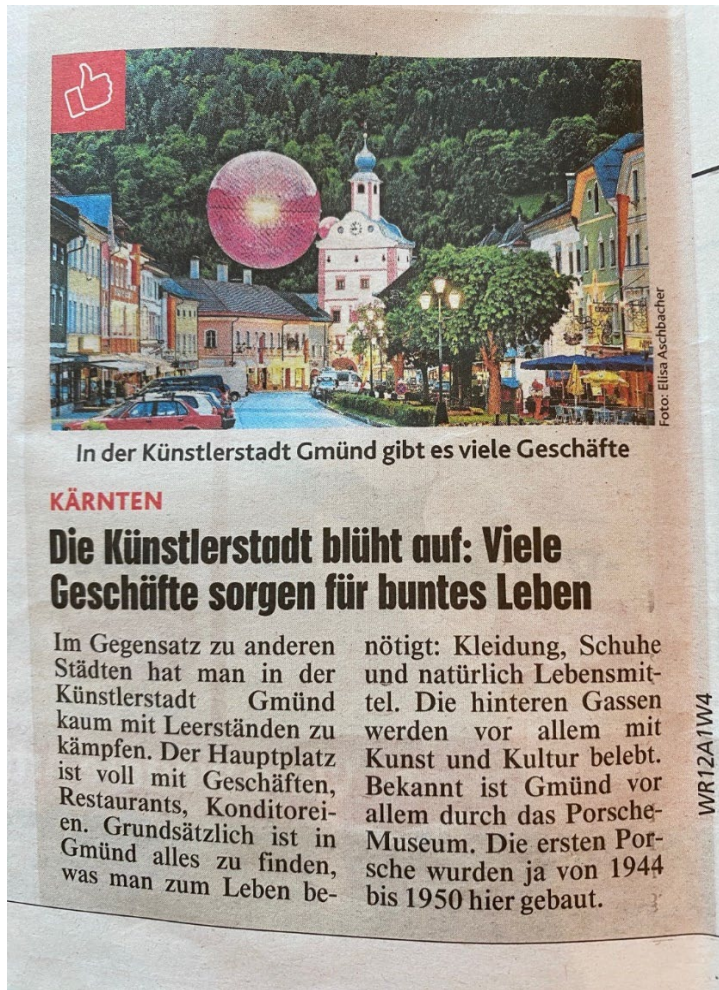 Foto: Elisa Aschbacher
In der Künstlerstadt Gmünd gibt es viele Geschäfte
KÄRNTEN
Die Künstlerstadt blüht auf: Viele
Geschäfte sorgen für buntes Leben
Im Gegensatz zu anderen
Städten hat man in der
Künstlerstadt Gmünd
kaum mit Leerständen zu
kämpfen. Der Hauptplatz
ist voll mit Geschäften,
Restaurants, Konditorei-
en. Grundsätzlich ist in
Gmünd alles zu finden,
was man zum Leben be-
nötigt: Kleidung, Schuhe
und natürlich Lebensmit-
tel. Die hinteren Gassen
werden vor allem mit
Kunst und Kultur belebt.
Bekannt ist Gmünd vor
allem durch das Porsche-
Museum. Die ersten Por-
sche wurden ja von 1944
bis 1950 hier gebaut.
WR12A1W4